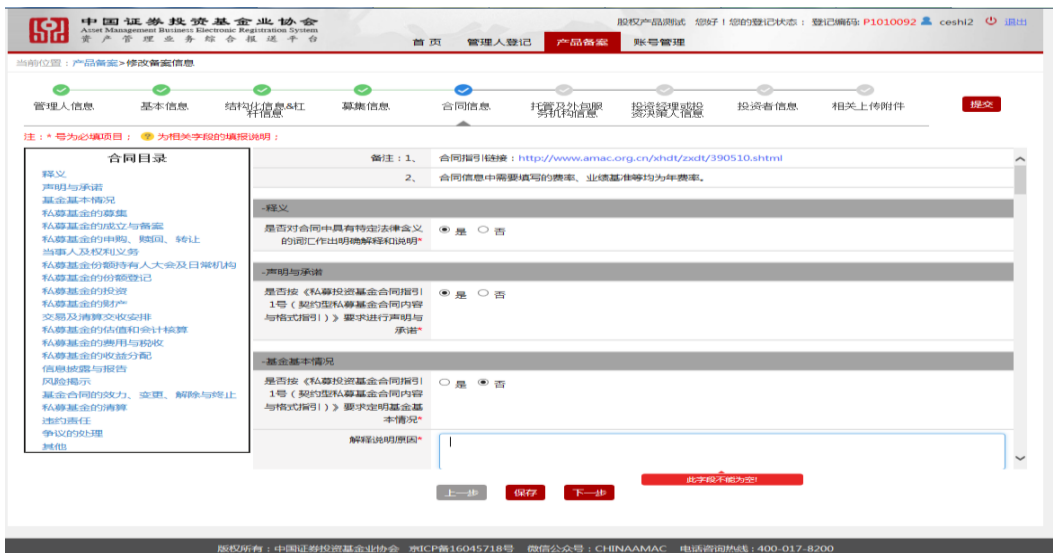 中国证券投资基金业协会
Asset Management Business Electronic Registration System
资产管理业务综合报送平台
股权产品测试 您好！您的登记状态： 登记编码: P1010092 ceshi2 退出
首页 管理人登记 产品备案 账号管理
当前位置：产品备案>修改备案信息
管理人信息 基本信息 结构化信息&杠杆信息 募集信息 合同信息 托管及外包服务机构信息 投资经理或投资决策人信息 投资者信息 相关上传附件 提交
注：* 号为必填项目； 为相关字段的填报说明；
合同目录
释义
声明与承诺
基金基本情况
私募基金的募集
私募基金的成立与备案
私募基金的申购、赎回、转让
当事人及权利义务
私募基金份额持有人大会及日常机构
私募基金的份额登记
私募基金的投资
私募基金的财产
交易及清算交收安排
私募基金的估值和会计核算
私募基金的费用与税收
私募基金的收益分配
信息披露与报告
风险揭示
基金合同的效力、变更、解除与终止
私募基金的清算
违约责任
争议的处理
其他
备注：1、 合同指引链接：http://www.amac.org.cn/xhdt/zxdt/390510.shtml
2、 合同信息中需要填写的费率、业绩基准等均为年费率。
-释义
是否对合同中具有特定法律含义
的词汇作出明确解释和说明* 是 否
-声明与承诺
是否按《私募投资基金合同指引
1号（契约型私募基金合同内容
与格式指引）》要求进行声明与
承诺* 是 否
-基金基本情况
是否按《私募投资基金合同指引
1号（契约型私募基金合同内容
与格式指引）》要求定明基金基
本情况* 是 否
解释说明原因*
此字段不能为空!
上一步 保存 下一步
版权所有：中国证券投资基金业协会 京ICP备16045718号 微信公众号：CHINAAMAC 电话咨询热线：400-017-8200